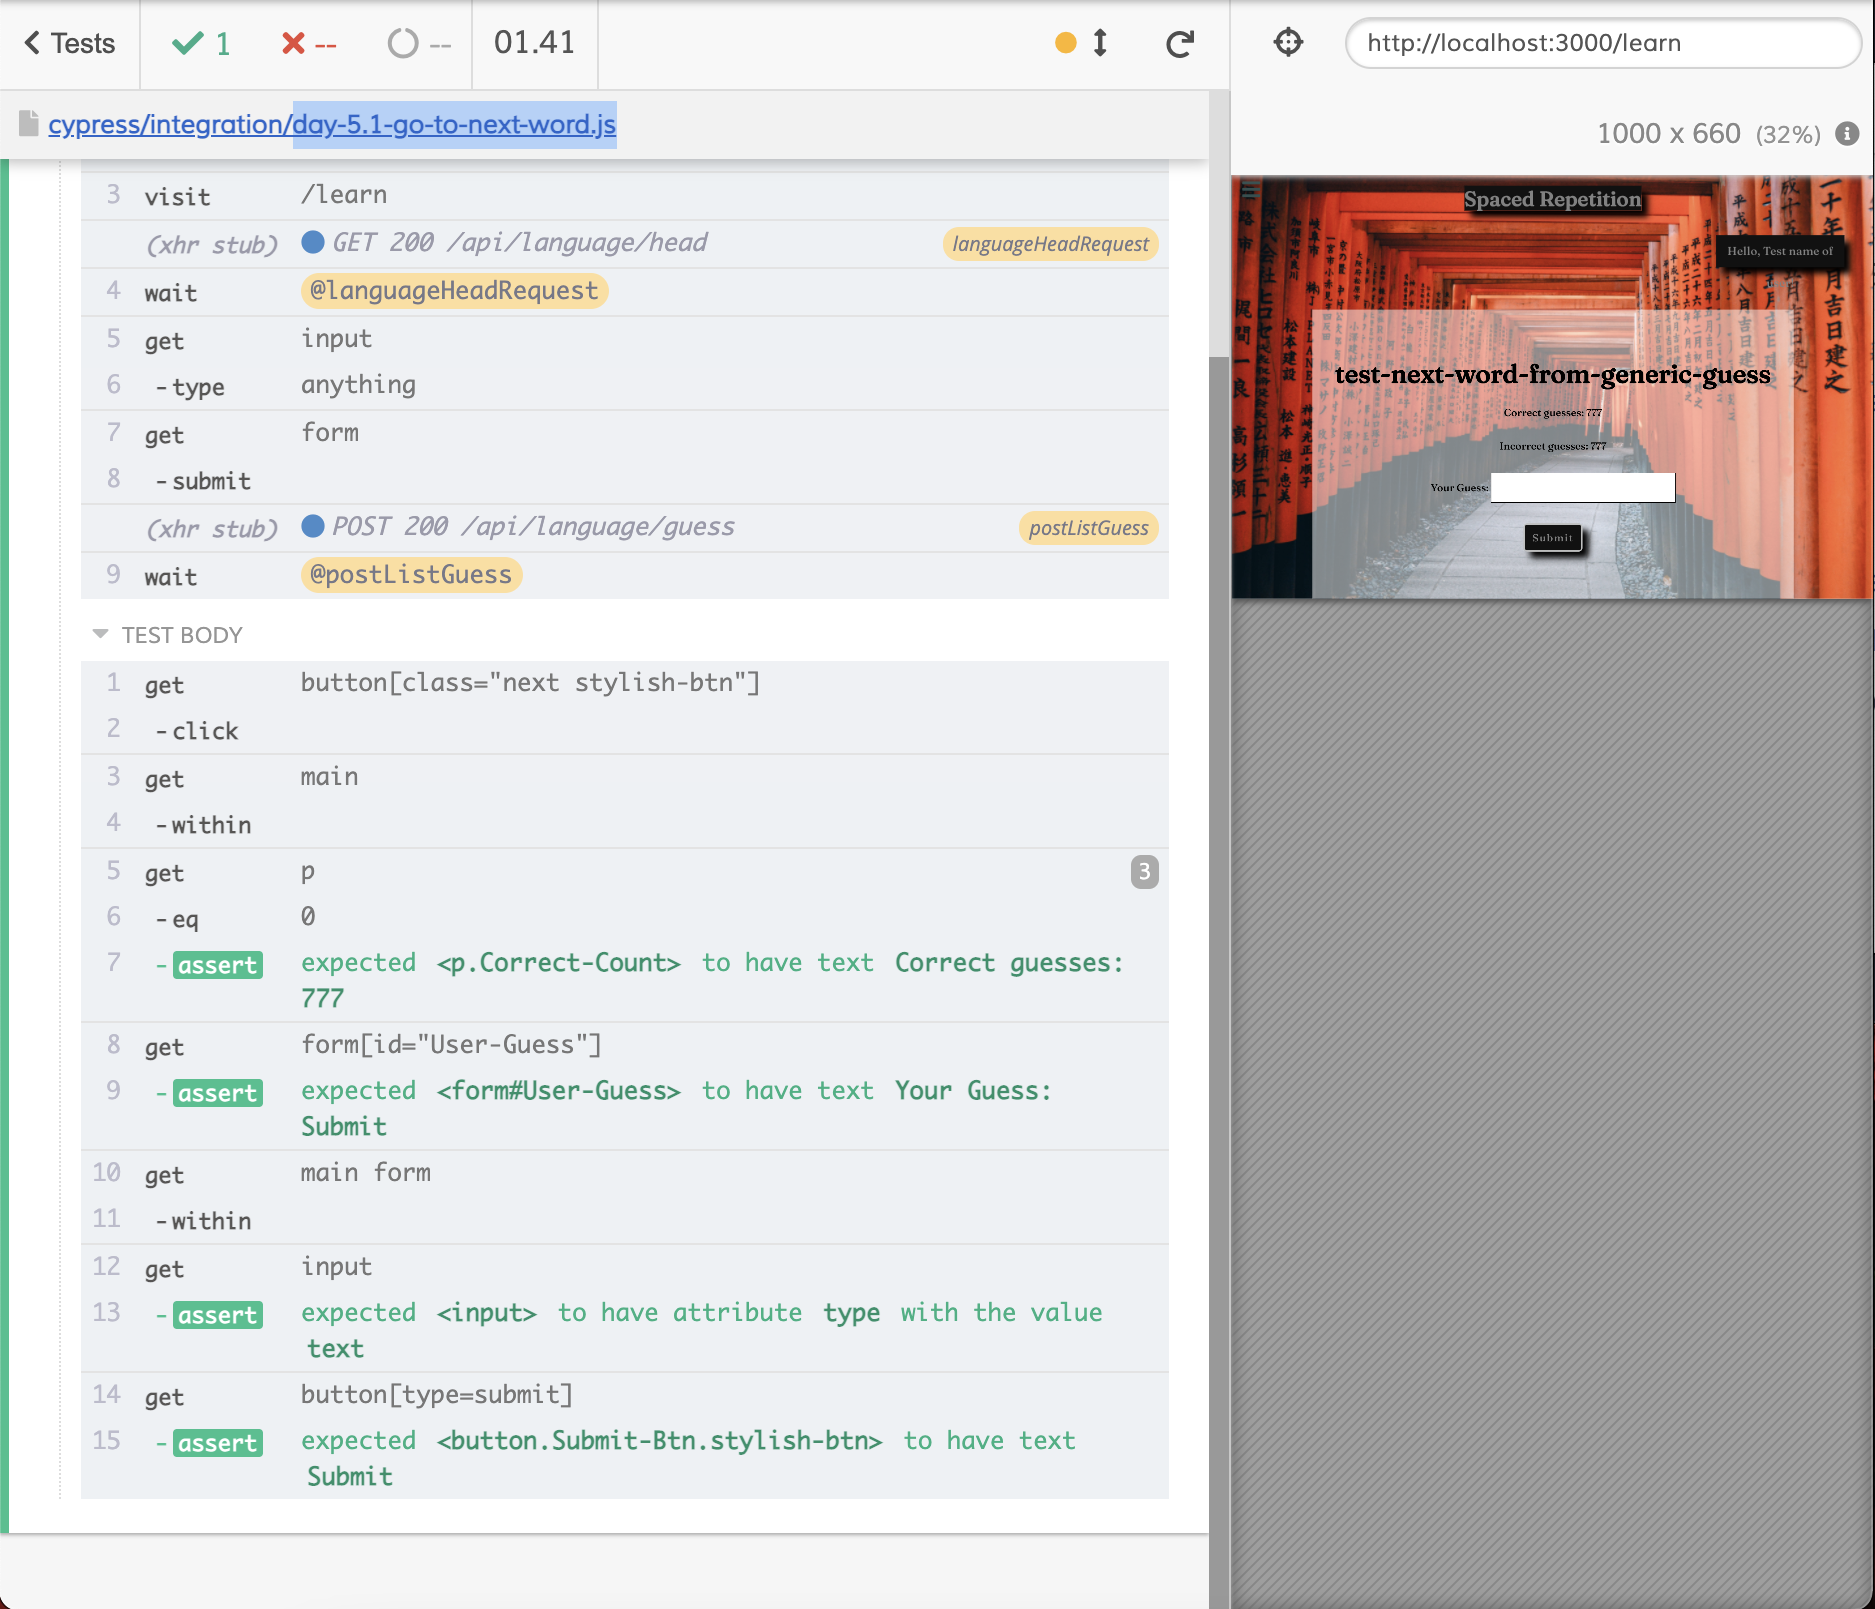 Tests
1
--
--
01.41
http://localhost:3000/learn
cypress/integration/day-5.1-go-to-next-word.js
1000 x 660 (32%)
3 visit /learn
(xhr stub) GET 200 /api/language/head languageHeadRequest
4 wait @languageHeadRequest
5 get input
6 -type anything
7 get form
8 -submit
(xhr stub) POST 200 /api/language/guess postListGuess
9 wait @postListGuess
TEST BODY
1 get button[class="next stylish-btn"]
2 -click
3 get main
4 -within
5 get p 3
6 -eq 0
7 -assert expected <p.Correct-Count> to have text Correct guesses:
777
8 get form[id="User-Guess"]
9 -assert expected <form#User-Guess> to have text Your Guess:
Submit
10 get main form
11 -within
12 get input
13 -assert expected <input> to have attribute type with the value
text
14 get button[type=submit]
15 -assert expected <button.Submit-Btn.stylish-btn> to have text
Submit
Spaced Repetition
Hello, Test name of
test-next-word-from-generic-guess
Correct guesses: 777
Incorrect guesses: 777
Your Guess:
Submit